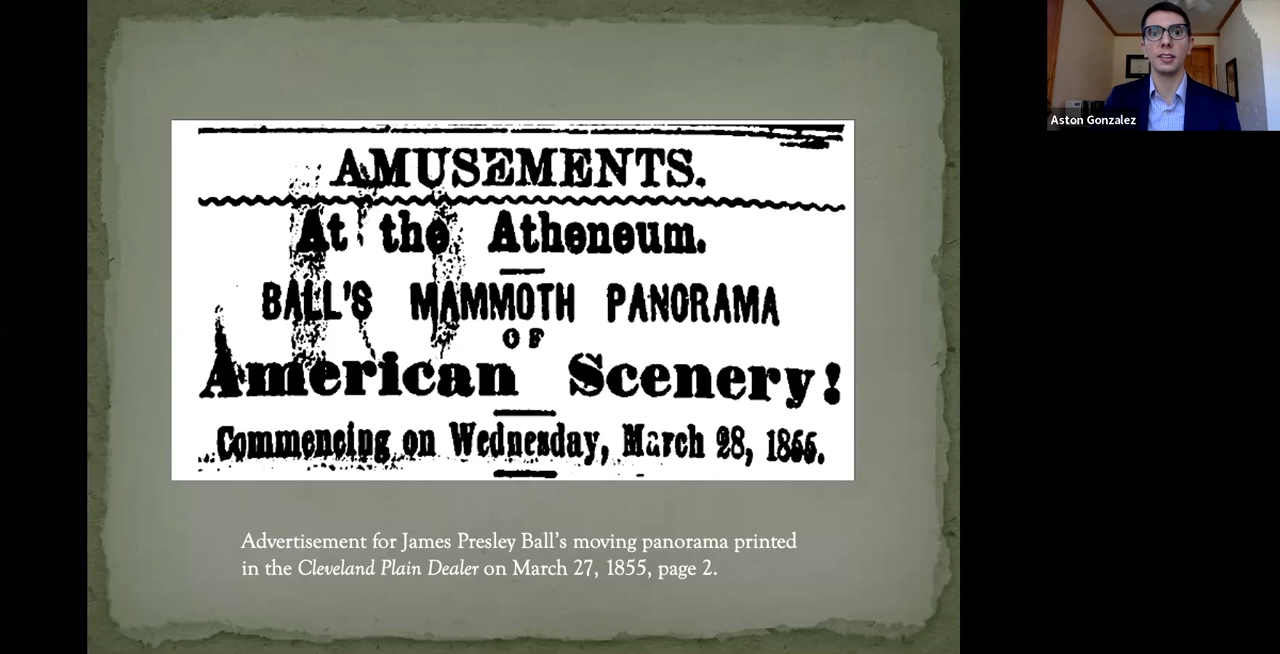 AMUSEMENTS.
At the Atheneum.
BALL'S MAMMOTH PANORAMA
OF
American Scenery!
Commencing on Wednesday, March 28, 1855.
Advertisement for James Presley Ball's moving panorama printed
in the Cleveland Plain Dealer on March 27, 1855, page 2.
Aston Gonzalez